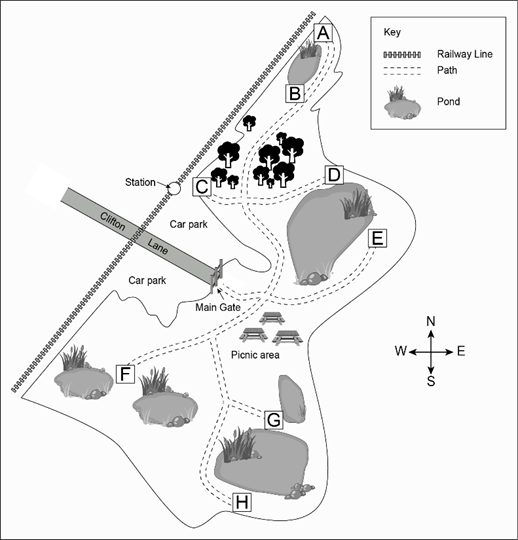 A
Key
Railway Line
Path
B
Pond
Station
C
D
Clifton
Lane
Car park
E
Car park
Main Gate
Picnic area
N
W
E
S
F
G
H